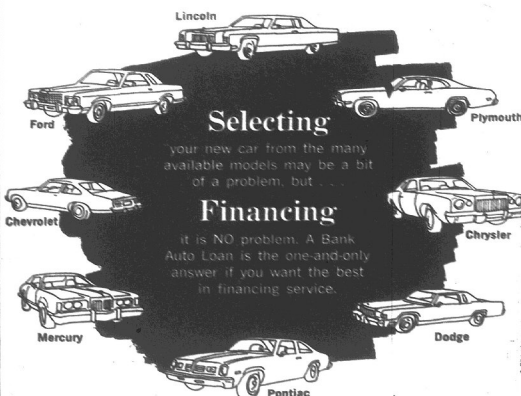 Lincoln
Ford
Plymouth
Selecting
your new car from the many
available models may be a bit
of a problem, but . . .
Chevrolet
Financing
Chrysler
it is NO problem. A Bank
Auto Loan is the one-and-only
answer if you want the best
in financing service.
Mercury
Dodge
Pontiac